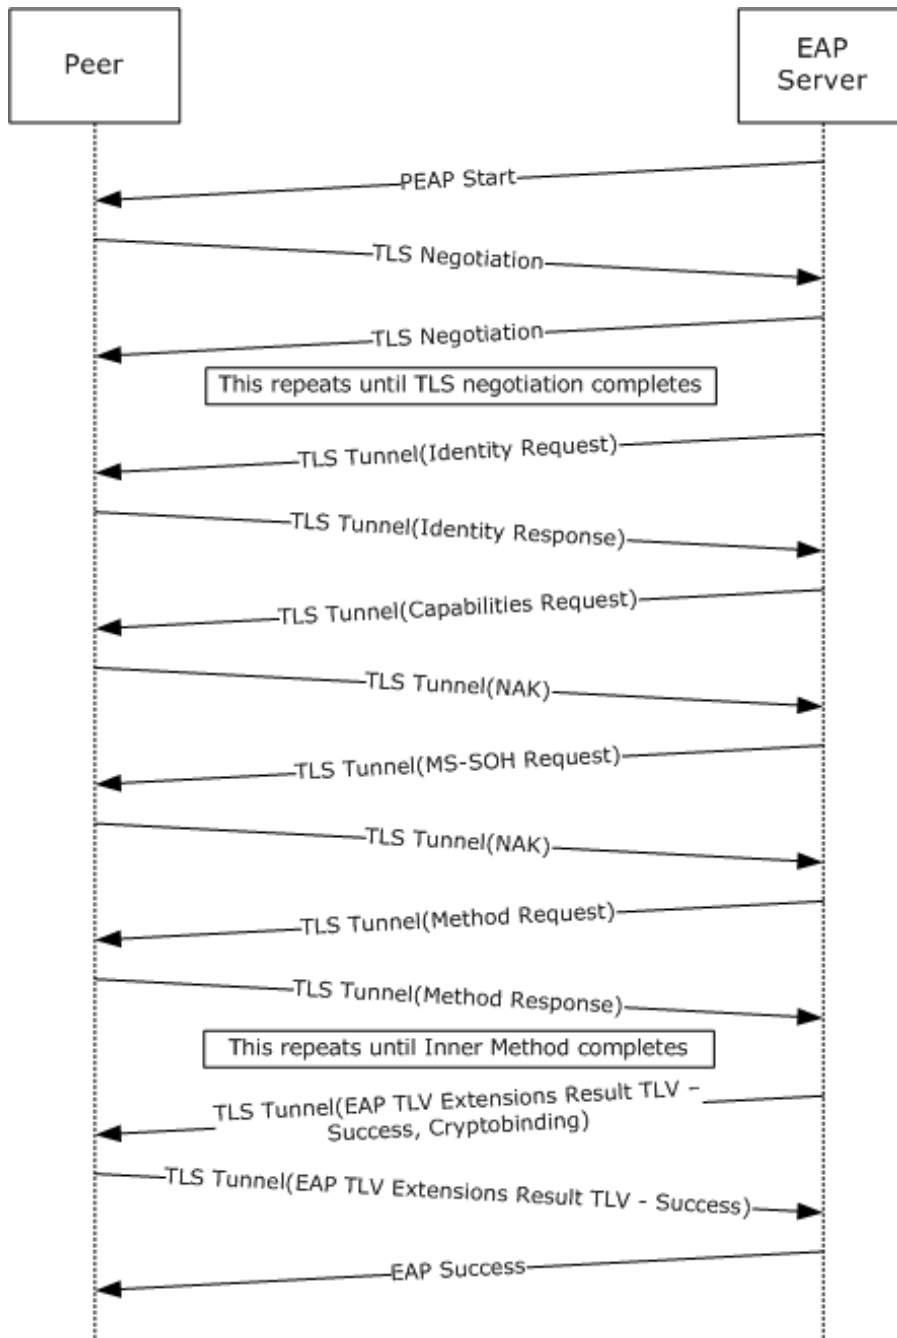 Peer
EAP
Server
PEAP Start
TLS Negotiation
TLS Negotiation
This repeats until TLS negotiation completes
TLS Tunnel(Identity Request)
TLS Tunnel(Identity Response)
TLS Tunnel(Capabilities Request)
TLS Tunnel(NAK)
TLS Tunnel(MS-SOH Request)
TLS Tunnel(NAK)
TLS Tunnel(Method Request)
TLS Tunnel(Method Response)
This repeats until Inner Method completes
TLS Tunnel(EAP TLV Extensions Result TLV –
Success, Cryptobinding)
TLS Tunnel(EAP TLV Extensions Result TLV - Success)
EAP Success